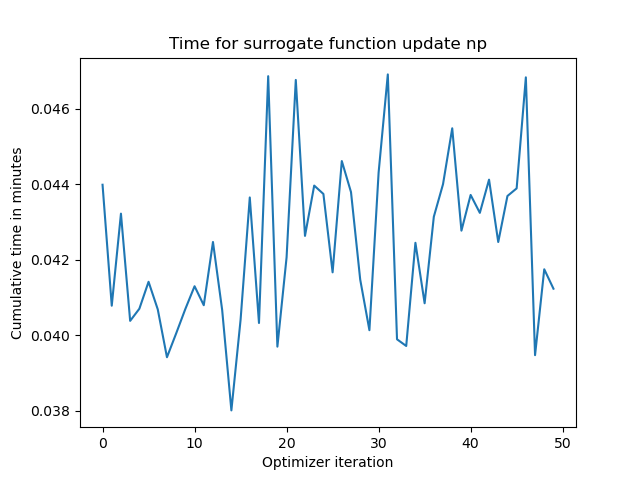 Time for surrogate function update np
Cumulative time in minutes
0.046
0.044
0.042
0.040
0.038
0 10 20 30 40 50
Optimizer iteration